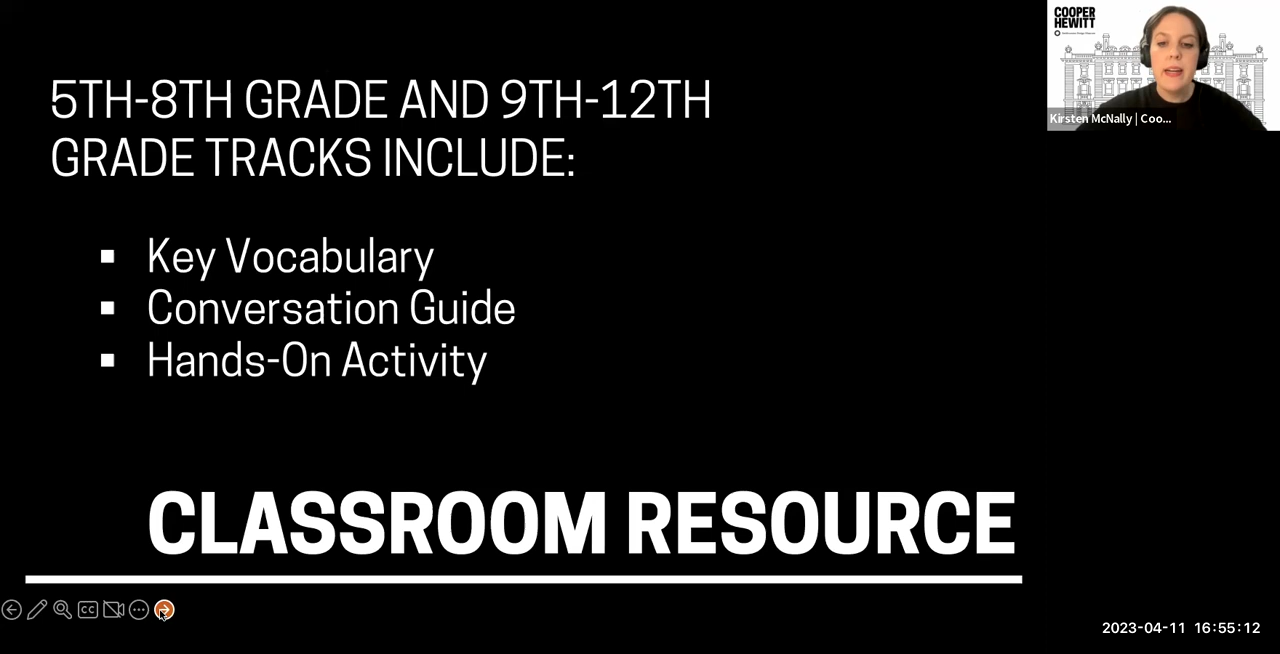 5TH-8TH GRADE AND 9TH-12TH
GRADE TRACKS INCLUDE:
▪ Key Vocabulary
▪ Conversation Guide
▪ Hands-On Activity
CLASSROOM RESOURCE
COOPER
HEWITT
Kirsten McNally | Coo...
CC
2023-04-11 16:55:12